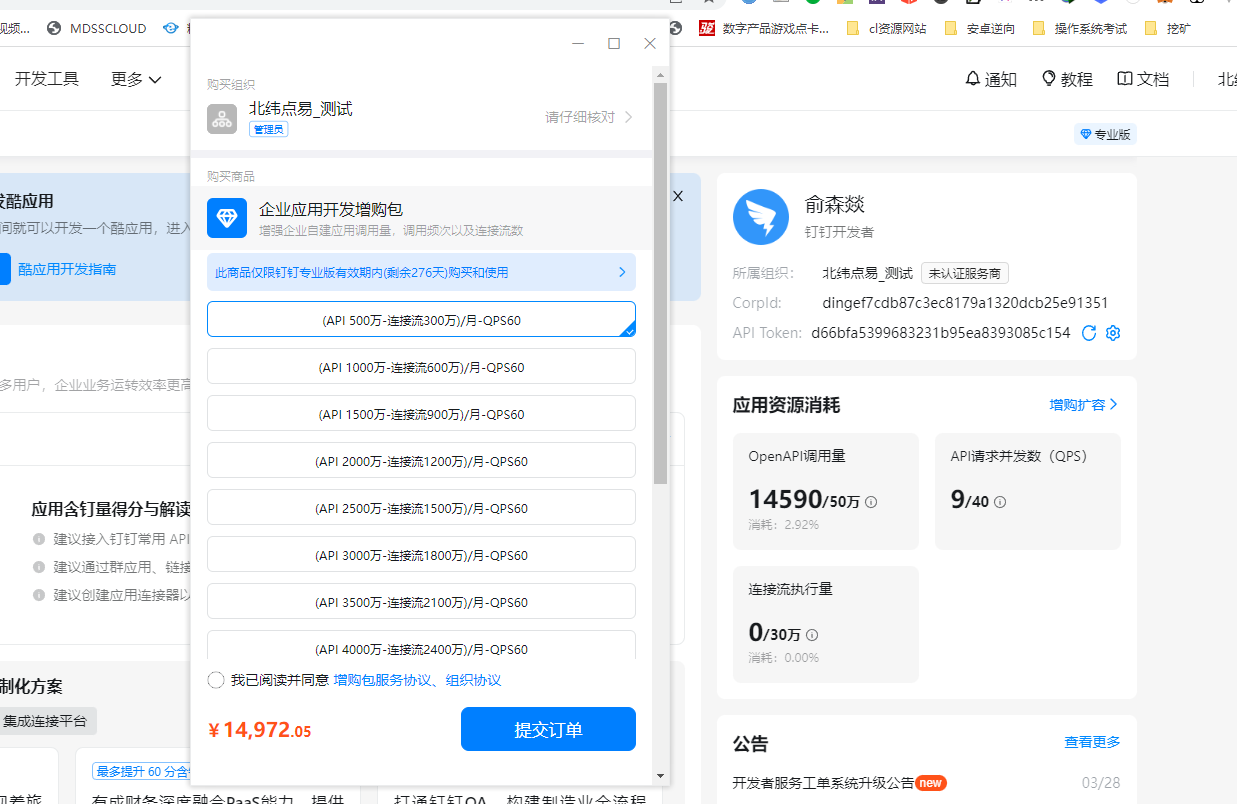 视频...
MDSSCLOUD
数字产品游戏点卡...
cl资源网站
安卓逆向
操作系统考试
挖矿
开发工具
更多
通知
教程
文档
专业版
发酷应用
间就可以开发一个酷应用，进入
酷应用开发指南
多用户，企业业务运转效率更高
应用含钉量得分与解读
建议接入钉钉常用 API
建议通过群应用、链接
建议创建应用连接器以
制化方案
集成连接平台
最多提升 60 分含
有成财务深度融合PaaS能力，提供
打通钉钉OA，构建制造业全流程
购买组织
北纬点易_测试
管理员
请仔细核对
购买商品
企业应用开发增购包
增强企业自建应用调用量，调用频次以及连接流数
此商品仅限钉钉专业版有效期内(剩余276天)购买和使用
(API 500万-连接流300万)/月-QPS60
(API 1000万-连接流600万)/月-QPS60
(API 1500万-连接流900万)/月-QPS60
(API 2000万-连接流1200万)/月-QPS60
(API 2500万-连接流1500万)/月-QPS60
(API 3000万-连接流1800万)/月-QPS60
(API 3500万-连接流2100万)/月-QPS60
(API 4000万-连接流2400万)/月-QPS60
我已阅读并同意 增购包服务协议、组织协议
¥ 14,972.05
提交订单
俞森燚
钉钉开发者
所属组织： 北纬点易_测试 未认证服务商
CorpId: dingef7cdb87c3ec8179a1320dcb25e91351
API Token: d66bfa5399683231b95ea8393085c154
应用资源消耗
增购扩容
OpenAPI调用量
14590/50万
消耗：2.92%
API请求并发数（QPS）
9/40
连接流执行量
0/30万
消耗：0.00%
公告
查看更多
开发者服务工单系统升级公告 new
03/28